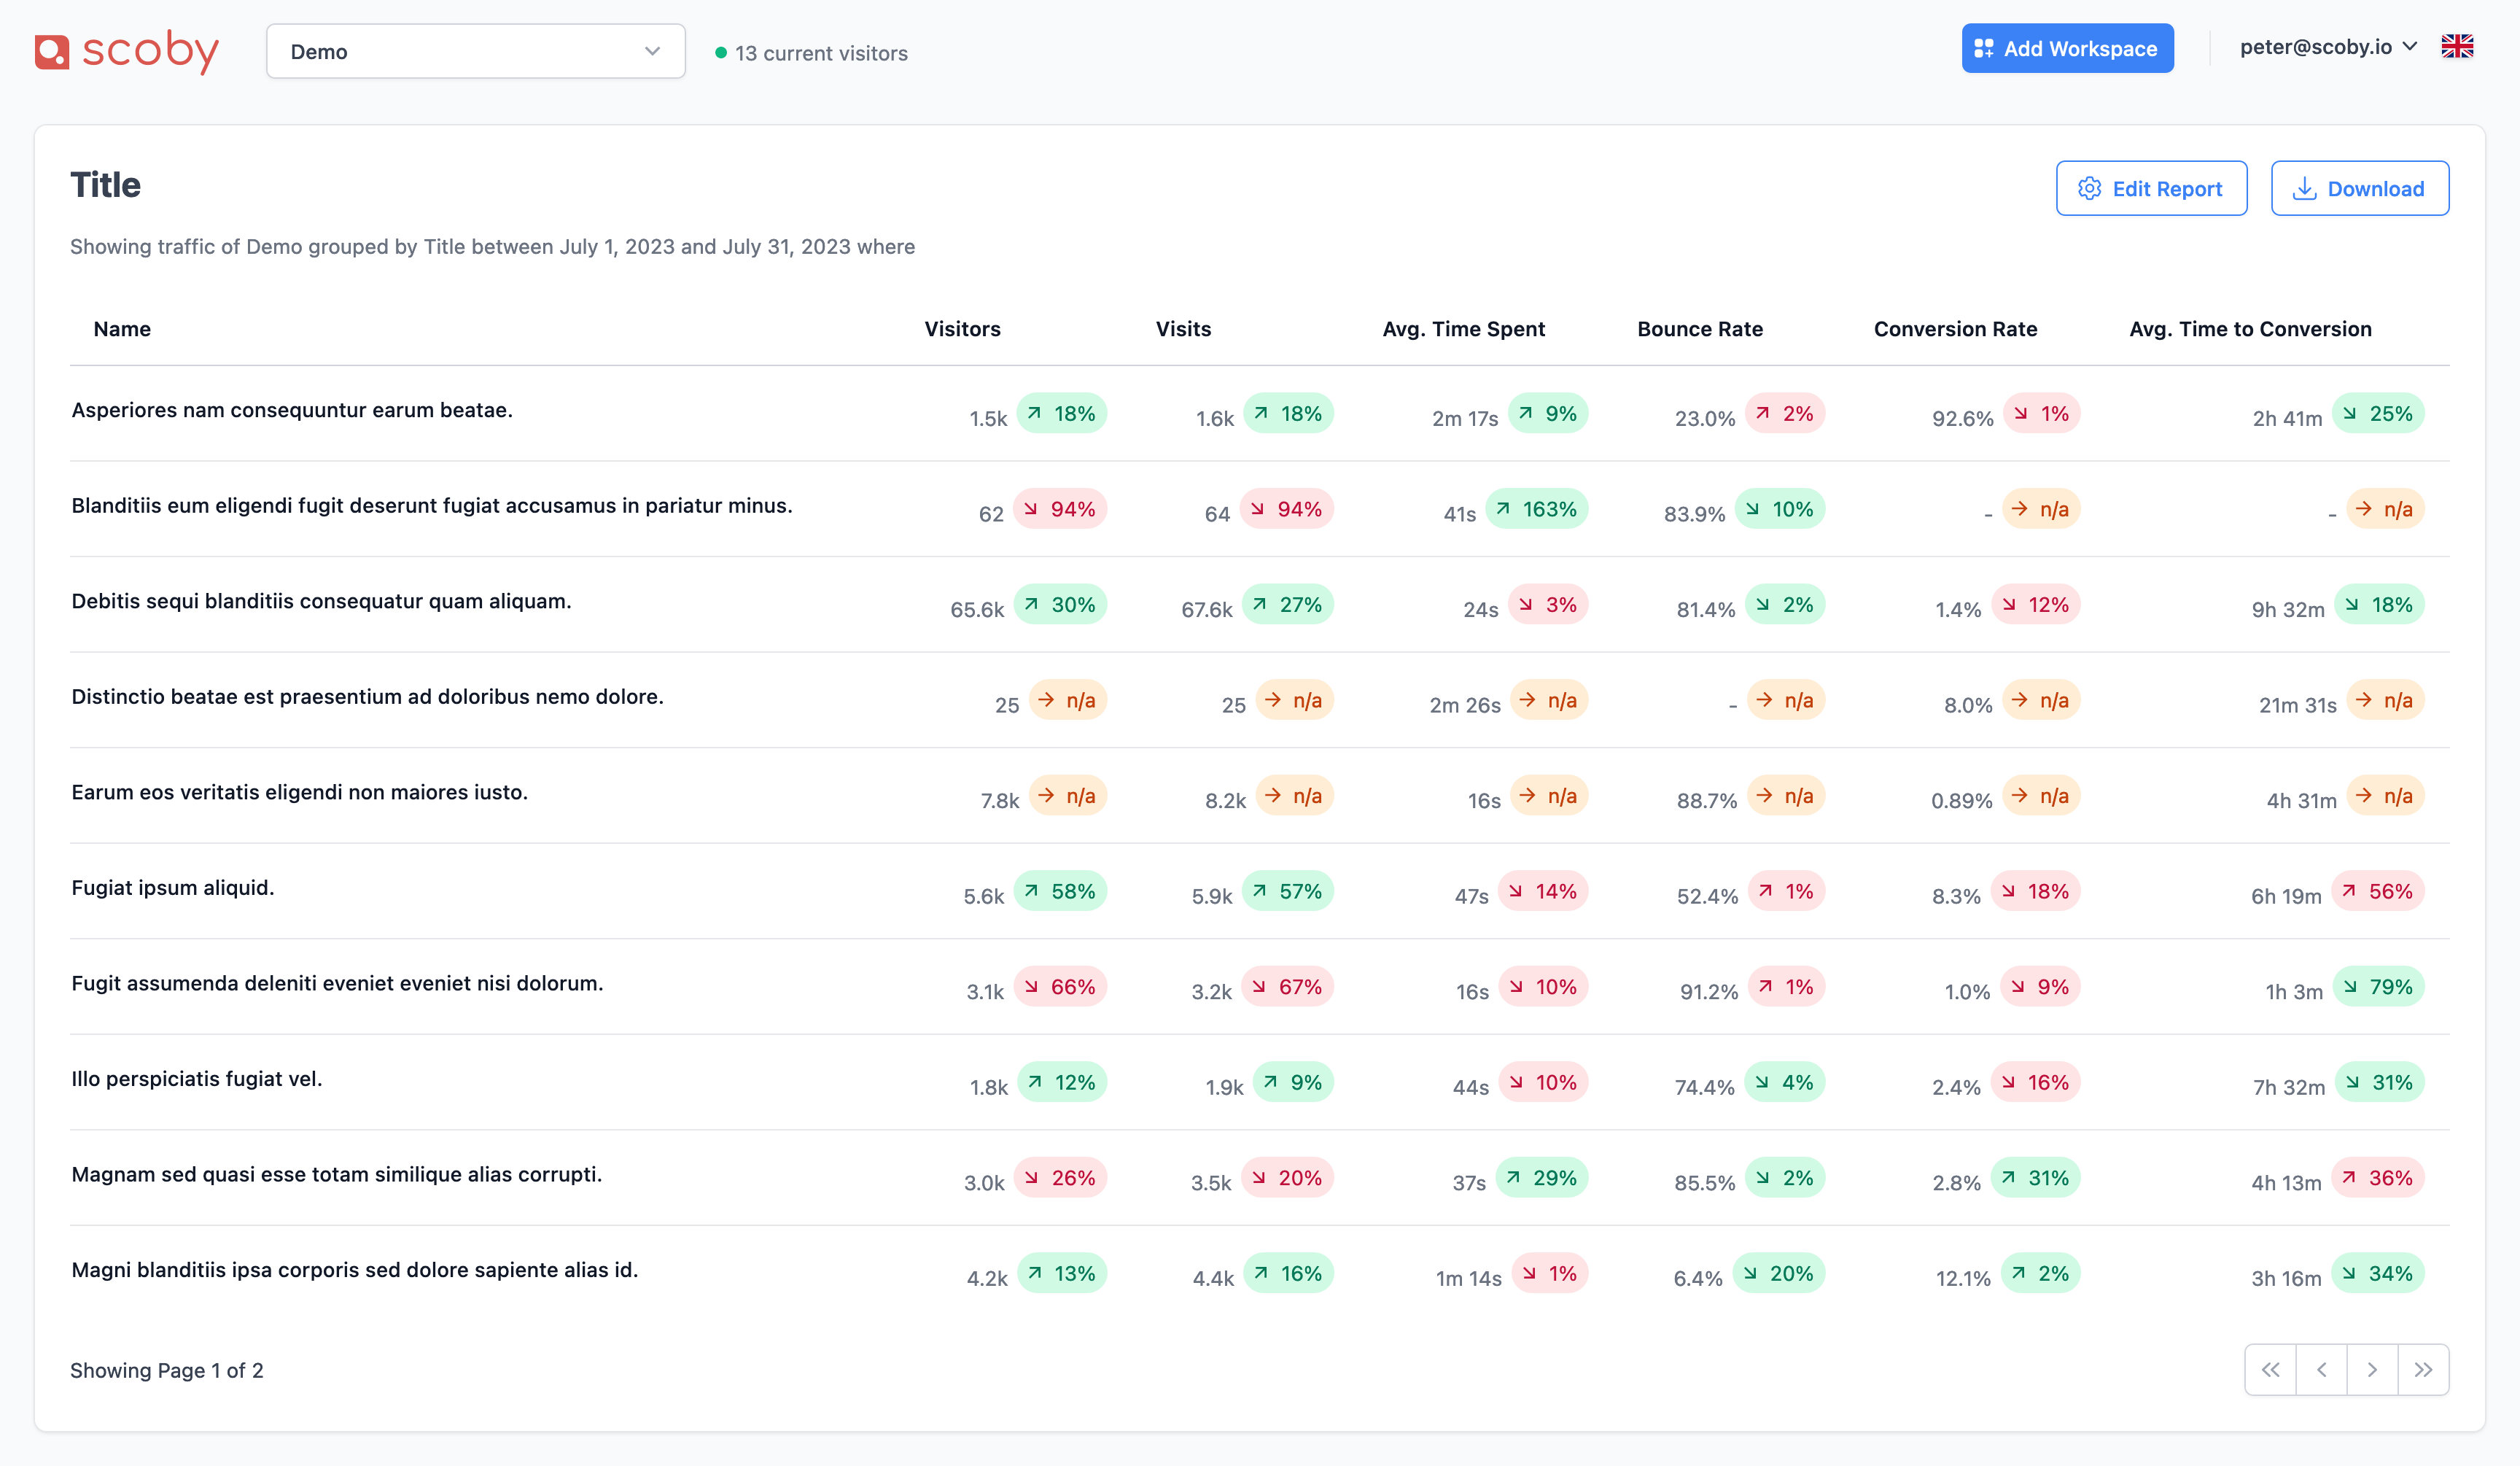 scoby Demo 13 current visitors Add Workspace peter@scoby.io
Title Edit Report Download
Showing traffic of Demo grouped by Title between July 1, 2023 and July 31, 2023 where
Name Visitors Visits Avg. Time Spent Bounce Rate Conversion Rate Avg. Time to Conversion
Asperiores nam consequuntur earum beatae. 1.5k 18% 1.6k 18% 2m 17s 9% 23.0% 2% 92.6% 1% 2h 41m 25%
Blanditiis eum eligendi fugit deserunt fugiat accusamus in pariatur minus. 62 94% 64 94% 41s 163% 83.9% 10% - n/a - n/a
Debitis sequi blanditiis consequatur quam aliquam. 65.6k 30% 67.6k 27% 24s 3% 81.4% 2% 1.4% 12% 9h 32m 18%
Distinctio beatae est praesentium ad doloribus nemo dolore. 25 n/a 25 n/a 2m 26s n/a - n/a 8.0% n/a 21m 31s n/a
Earum eos veritatis eligendi non maiores iusto. 7.8k n/a 8.2k n/a 16s n/a 88.7% n/a 0.89% n/a 4h 31m n/a
Fugiat ipsum aliquid. 5.6k 58% 5.9k 57% 47s 14% 52.4% 1% 8.3% 18% 6h 19m 56%
Fugit assumenda deleniti eveniet eveniet nisi dolorum. 3.1k 66% 3.2k 67% 16s 10% 91.2% 1% 1.0% 9% 1h 3m 79%
Illo perspiciatis fugiat vel. 1.8k 12% 1.9k 9% 44s 10% 74.4% 4% 2.4% 16% 7h 32m 31%
Magnam sed quasi esse totam similique alias corrupti. 3.0k 26% 3.5k 20% 37s 29% 85.5% 2% 2.8% 31% 4h 13m 36%
Magni blanditiis ipsa corporis sed dolore sapiente alias id. 4.2k 13% 4.4k 16% 1m 14s 1% 6.4% 20% 12.1% 2% 3h 16m 34%
Showing Page 1 of 2